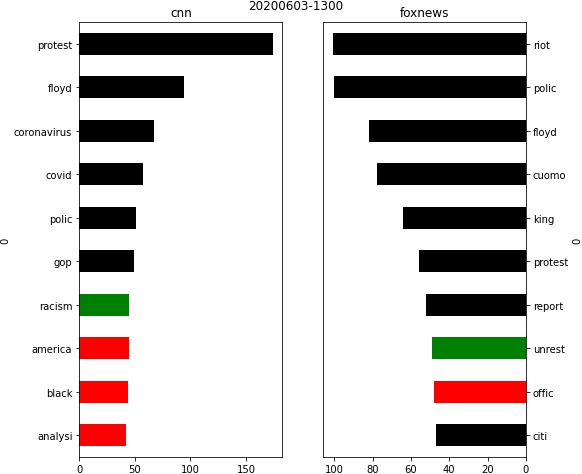 20200603-1300
cnn
foxnews
protest
floyd
coronavirus
covid
polic
gop
racism
america
black
analysi
0
0 50 100 150
riot
polic
floyd
cuomo
king
protest
report
unrest
offic
citi
0
100 80 60 40 20 0